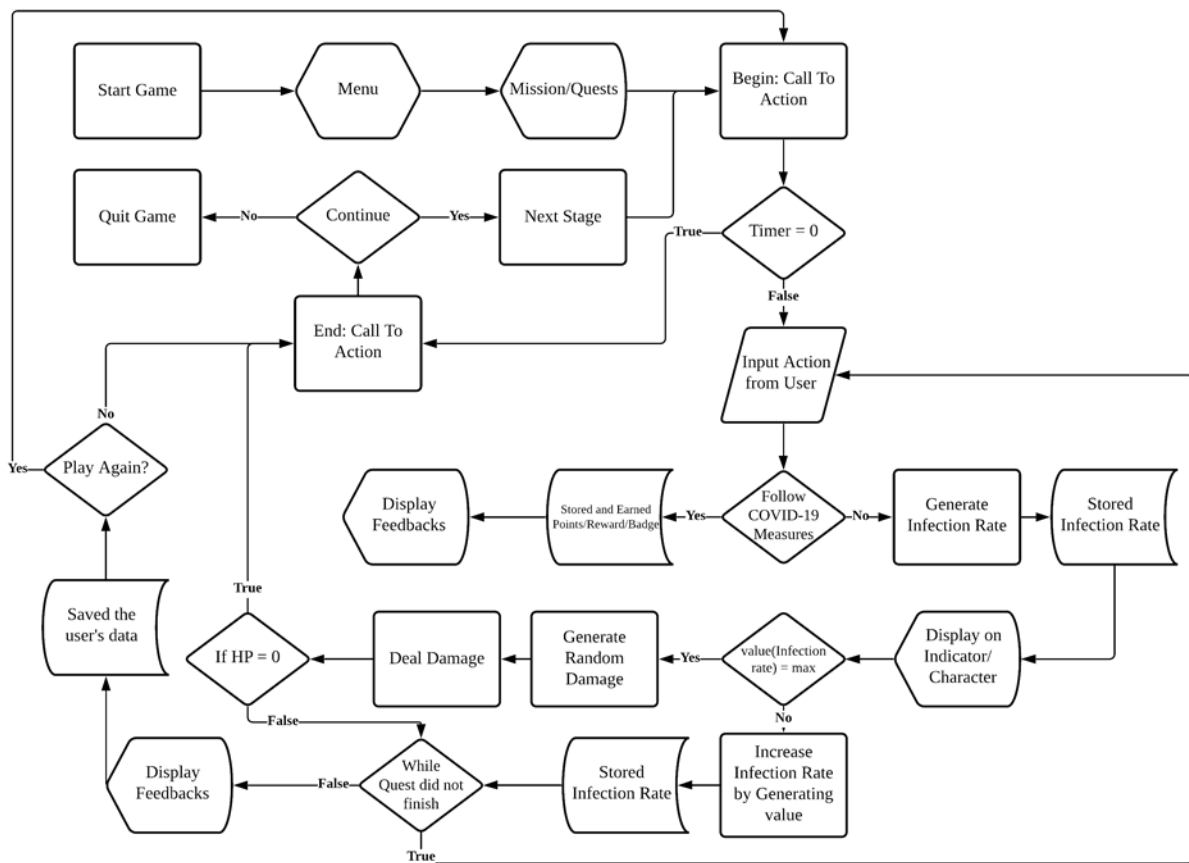 Start Game
Menu
Mission/Quests
Begin: Call To
Action
Quit Game
No
Continue
Yes
Next Stage
True
Timer = 0
False
End: Call To
Action
Input Action
from User
No
Yes
Play Again?
Display
Feedbacks
Stored and Earned
Points/Reward/Badge
Yes
Follow
COVID-19
Measures
No
Generate
Infection Rate
Stored
Infection Rate
True
Saved the
user's data
If HP = 0
Deal Damage
Generate
Random
Damage
Yes
value(Infection
rate) = max
Display on
Indicator/
Character
False
No
Display
Feedbacks
False
While
Quest did not
finish
Stored
Infection Rate
Increase
Infection Rate
by Generating
value
True